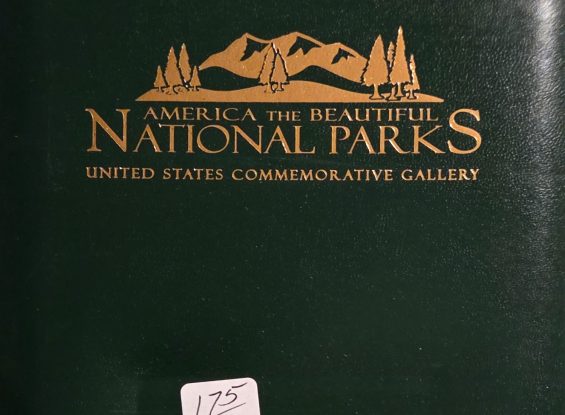 AMERICA THE BEAUTIFUL
NATIONAL PARKS
UNITED STATES COMMEMORATIVE GALLERY
175